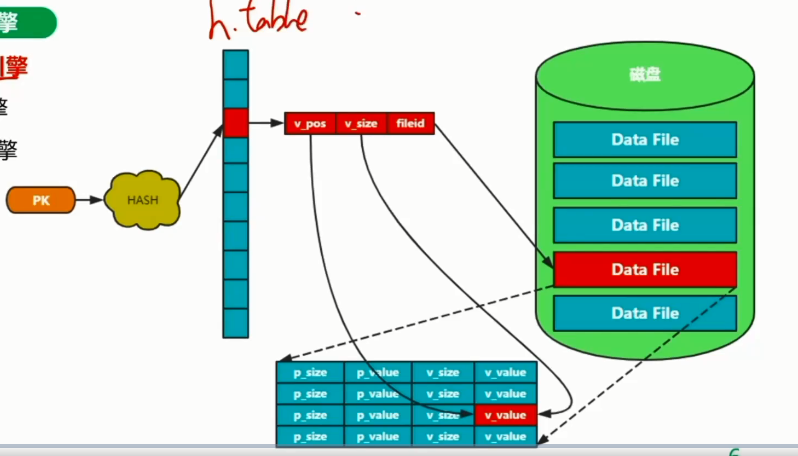 擎
h.table
擎
磁盘
擎
v_pos v_size fileid
Data File
擎
Data File
PK
HASH
Data File
Data File
Data File
p_size p_value v_size v_value
p_size p_value v_size v_value
p_size p_value v_size v_value
p_size p_value v_size v_value